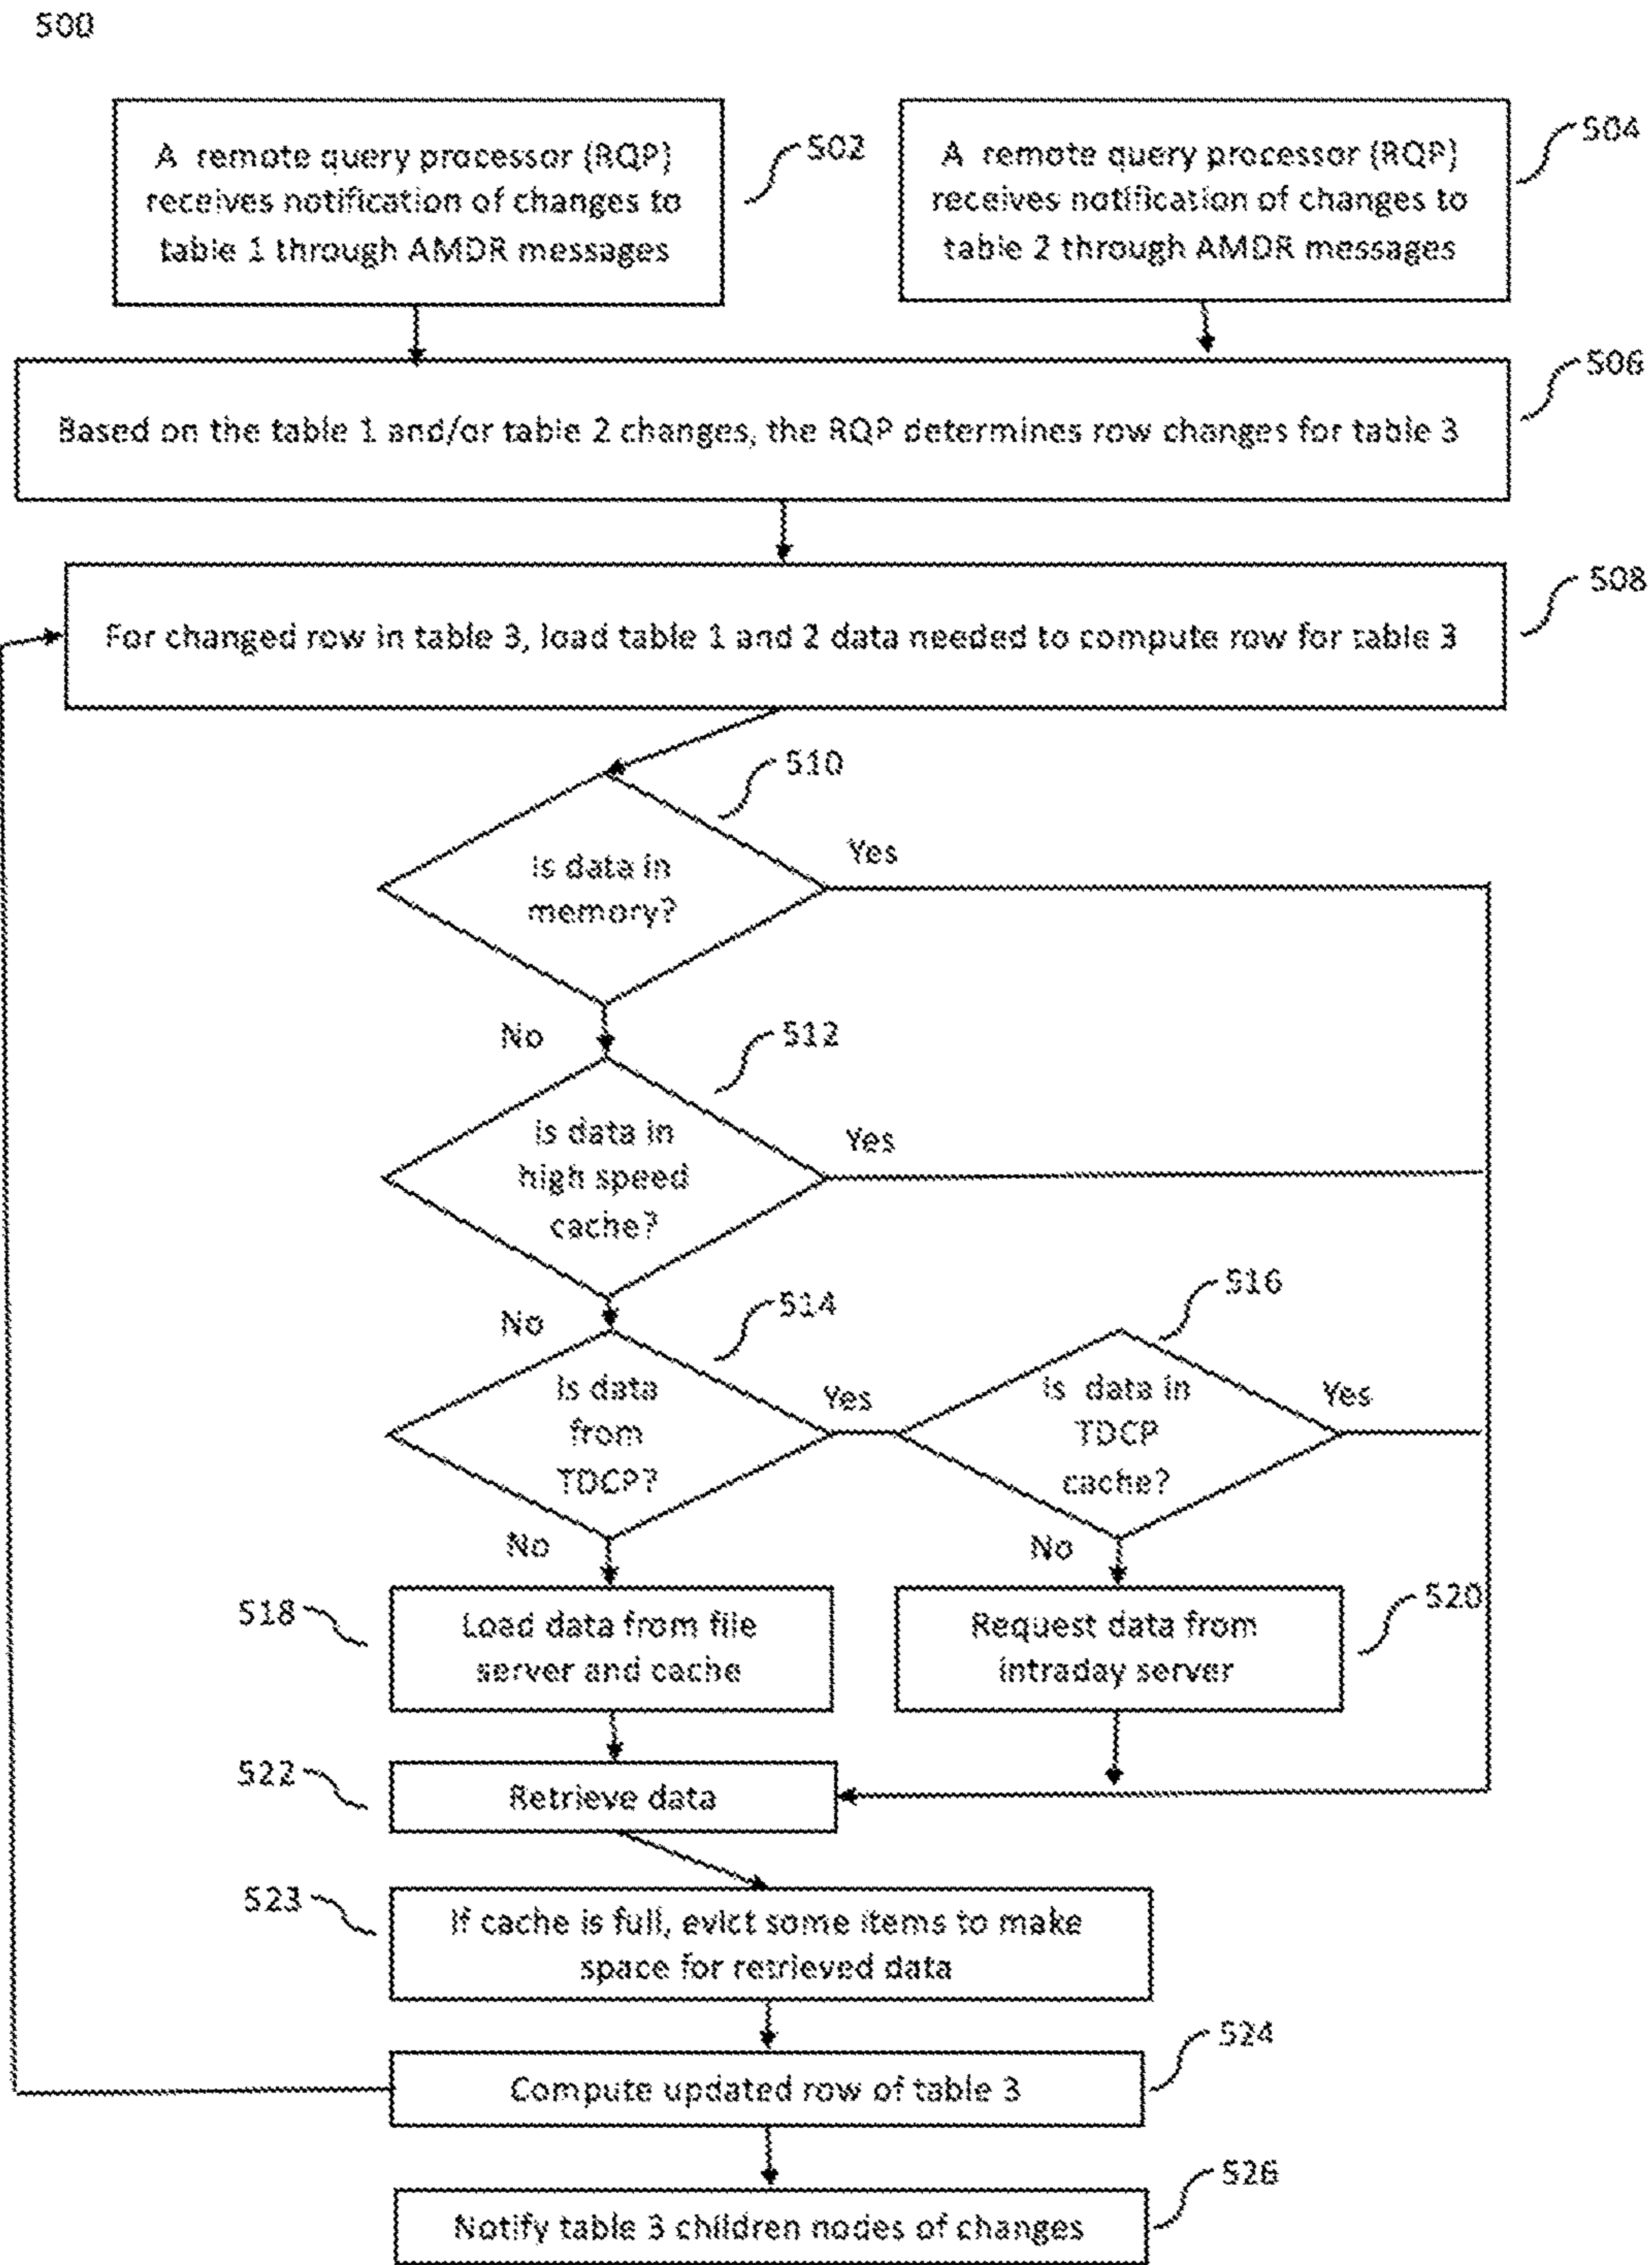 500
A remote query processor (RQP)
receives notification of changes to
table 1 through AMDR messages
502
A remote query processor (RQP)
receives notification of changes to
table 2 through AMDR messages
504
Based on the table 1 and/or table 2 changes, the RQP determines row changes for table 3
506
For changed row in table 3, load table 1 and 2 data needed to compute row for table 3
508
510
Is data in
memory?
Yes
No
512
Is data in
high speed
cache?
Yes
No
514
Is data
from
TDCP?
Yes
516
Is data in
TDCP
cache?
Yes
No
No
518
Load data from file
server and cache
Request data from
intraday server
520
522
Retrieve data
523
If cache is full, evict some items to make
space for retrieved data
524
Compute updated row of table 3
526
Notify table 3 children nodes of changes